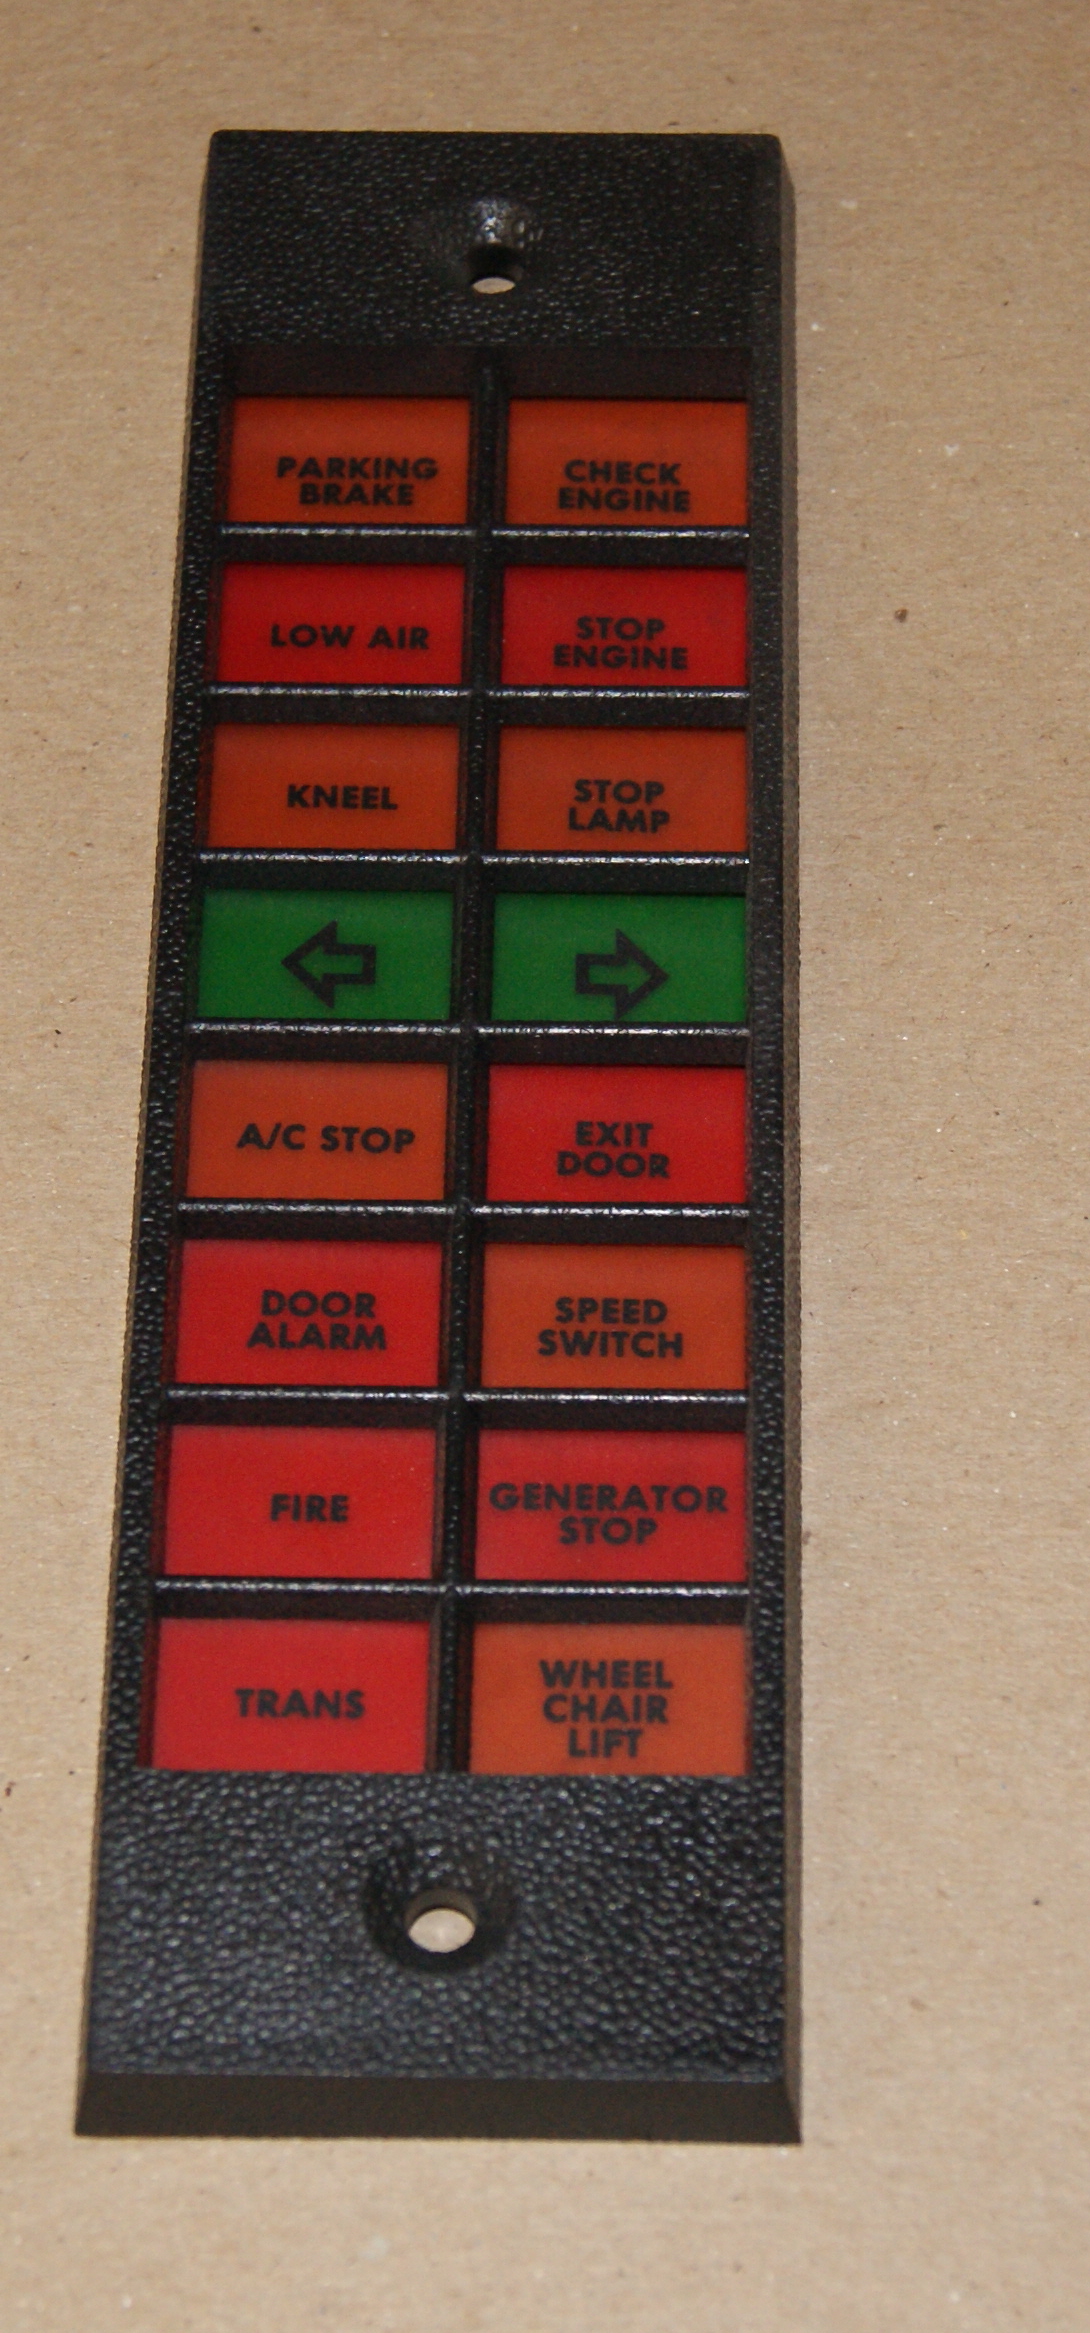 PARKING
BRAKE
CHECK
ENGINE
LOW AIR
STOP
ENGINE
KNEEL
STOP
LAMP
A/C STOP
EXIT
DOOR
DOOR
ALARM
SPEED
SWITCH
FIRE
GENERATOR
STOP
TRANS
WHEEL
CHAIR
LIFT